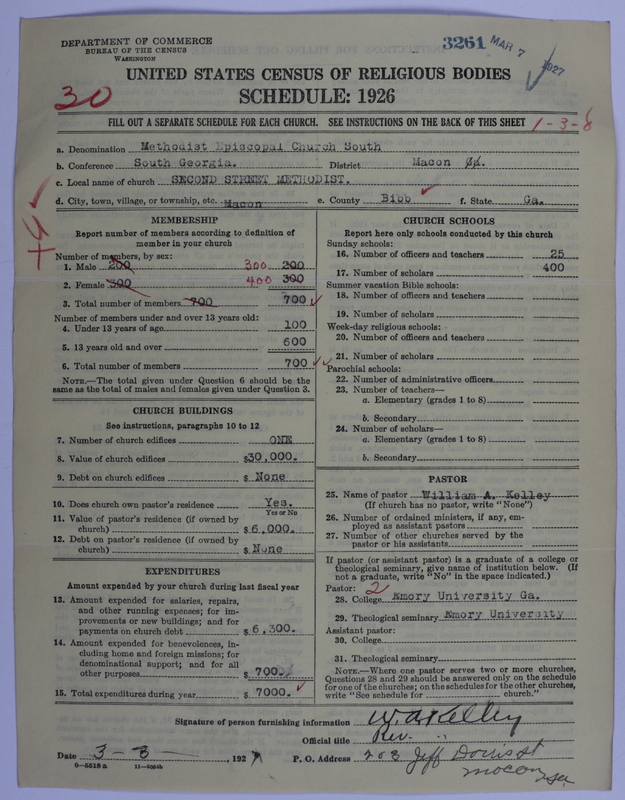 DEPARTMENT OF COMMERCE
BUREAU OF THE CENSUS
WASHINGTON
3261 MAR 7 1927
UNITED STATES CENSUS OF RELIGIOUS BODIES
30
SCHEDULE: 1926
FILL OUT A SEPARATE SCHEDULE FOR EACH CHURCH. SEE INSTRUCTIONS ON THE BACK OF THIS SHEET
1-3-8
a. Denomination Methodist Episcopal Church South
b. Conference South Georgia. District Macon
c. Local name of church SECOND STREET METHODIST.
d. City, town, village, or township, etc. Macon e. County Bibb f. State Ga.
MEMBERSHIP
Report number of members according to definition of
member in your church
Number of members, by sex:
1. Male 200 300 200
2. Female 500 400 300
3. Total number of members 700 700
Number of members under and over 13 years old:
4. Under 13 years of age 100
5. 13 years old and over 600
6. Total number of members 700
NOTE.—The total given under Question 6 should be the
same as the total of males and females given under Question 3.
CHURCH BUILDINGS
See instructions, paragraphs 10 to 12
7. Number of church edifices ONE
8. Value of church edifices $30,000.
9. Debt on church edifices $ None
10. Does church own pastor's residence Yes.
Yes or No
11. Value of pastor's residence (if owned by
church) $6,000.
12. Debt on pastor's residence (if owned by
church) $None
EXPENDITURES
Amount expended by your church during last fiscal year
13. Amount expended for salaries, repairs,
and other running expenses; for im-
provements or new buildings; and for
payments on church debt $6,300.
14. Amount expended for benevolences, in-
cluding home and foreign missions; for
denominational support; and for all
other purposes $ 700.
15. Total expenditures during year $ 7000.
CHURCH SCHOOLS
Report here only schools conducted by this church
Sunday schools:
16. Number of officers and teachers 25
17. Number of scholars 400
Summer vacation Bible schools:
18. Number of officers and teachers
19. Number of scholars
Week-day religious schools:
20. Number of officers and teachers
21. Number of scholars
Parochial schools:
22. Number of administrative officers
23. Number of teachers—
a. Elementary (grades 1 to 8)
b. Secondary
24. Number of scholars—
a. Elementary (grades 1 to 8)
b. Secondary
PASTOR
25. Name of pastor William A. Kelley
(If church has no pastor, write "None")
26. Number of ordained ministers, if any, em-
ployed as assistant pastors
27. Number of other churches served by the
pastor or his assistants
If pastor (or assistant pastor) is a graduate of a college or
theological seminary, give name of institution below. (If
not a graduate, write "No" in the space indicated.)
Pastor: 2
28. College Emory University Ga.
29. Theological seminary Emory University
Assistant pastor:
30. College
31. Theological seminary
NOTE.—Where one pastor serves two or more churches,
Questions 28 and 29 should be answered only on the schedule
for one of the churches; on the schedules for the other churches,
write "See schedule for church."
Signature of person furnishing information W. A. Kelley
Official title Rev.
Date 3-3 , 1927 P. O. Address 203 Jeff Davis st
Macon Ga
0-5518 a